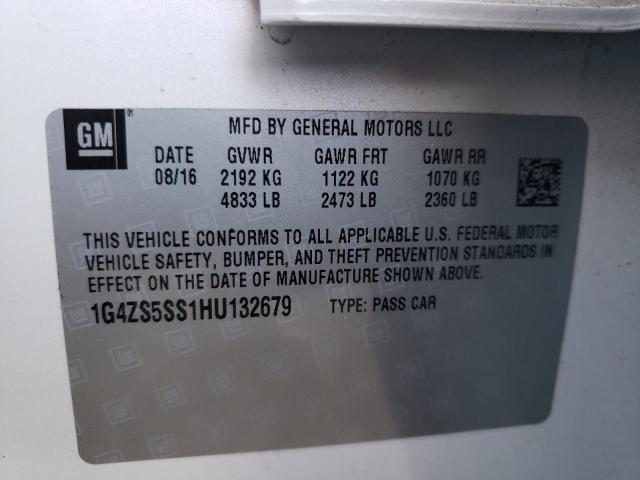 GM
MFD BY GENERAL MOTORS LLC
DATE GVWR GAWR FRT GAWR RR
08/16 2192 KG 1122 KG 1070 KG
4833 LB 2473 LB 2360 LB
THIS VEHICLE CONFORMS TO ALL APPLICABLE U.S. FEDERAL MOTOR
VEHICLE SAFETY, BUMPER, AND THEFT PREVENTION STANDARDS IN
EFFECT ON THE DATE OF MANUFACTURE SHOWN ABOVE.
1G4ZS5SS1HU132679 TYPE: PASS CAR